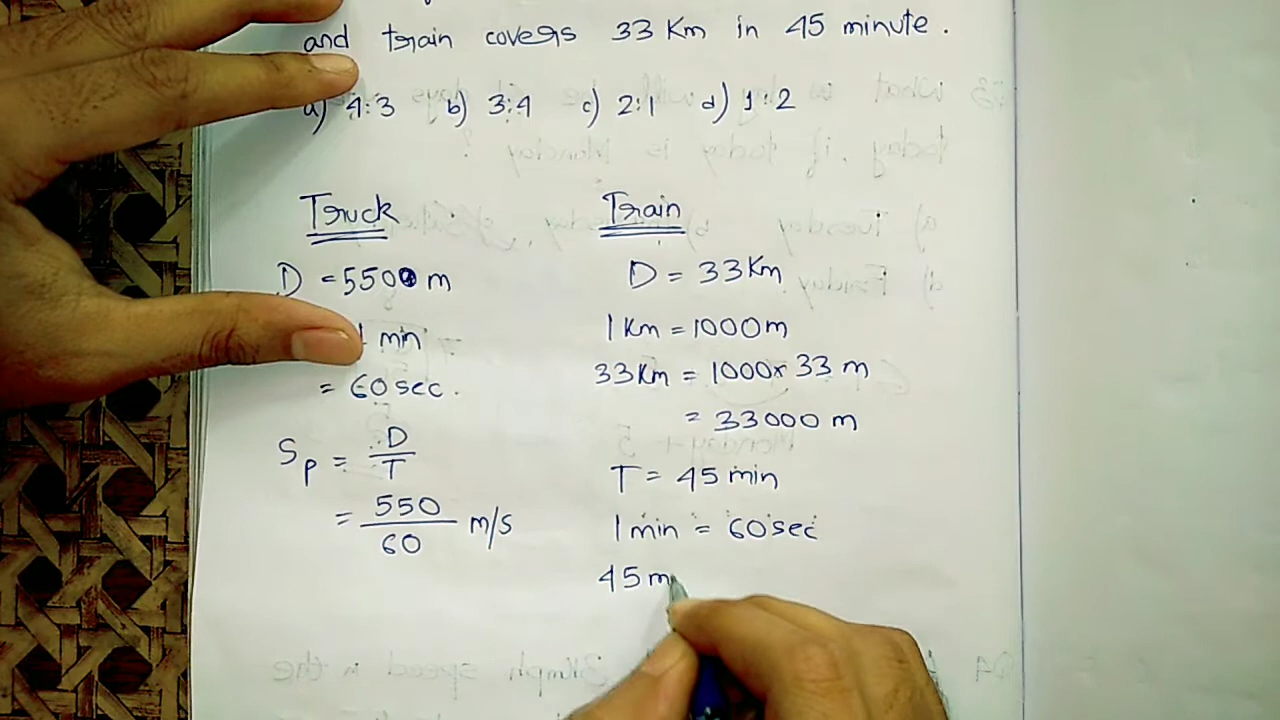 and train covers 33 Km in 45 minute.
a) 4:3 b) 3:4 c) 2:1 d) 1:2
Truck
D = 550 m
1 min
= 60 sec.
Sp = D/T
= 550/60 m/s
Train
D = 33 Km
1 Km = 1000 m
33 Km = 1000 x 33 m
= 33000 m
T = 45 min
1 min = 60 sec
45 m